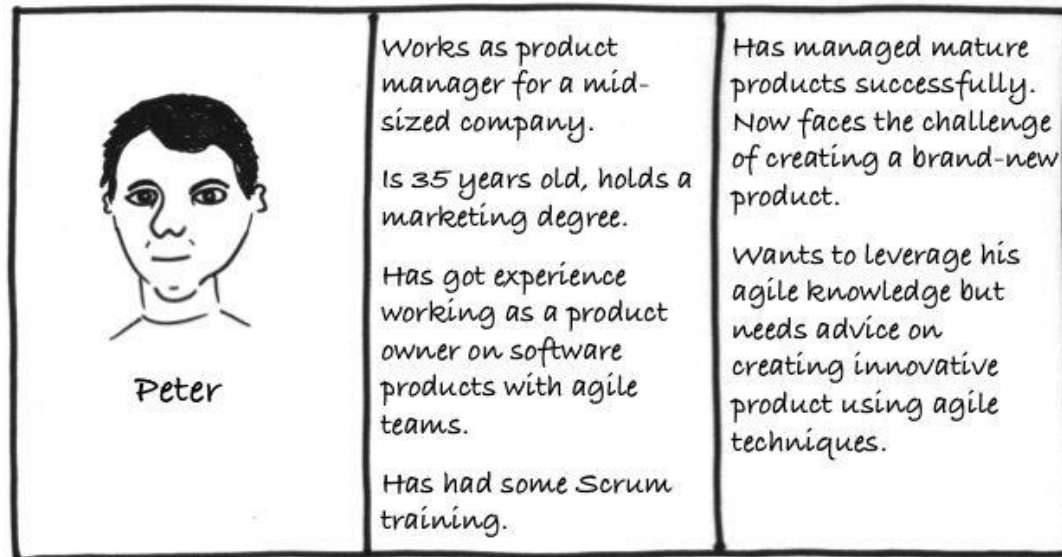 Peter
Works as product
manager for a mid-
sized company.
Is 35 years old, holds a
marketing degree.
Has got experience
working as a product
owner on software
products with agile
teams.
Has had some Scrum
training.
Has managed mature
products successfully.
Now faces the challenge
of creating a brand-new
product.
Wants to leverage his
agile knowledge but
needs advice on
creating innovative
product using agile
techniques.